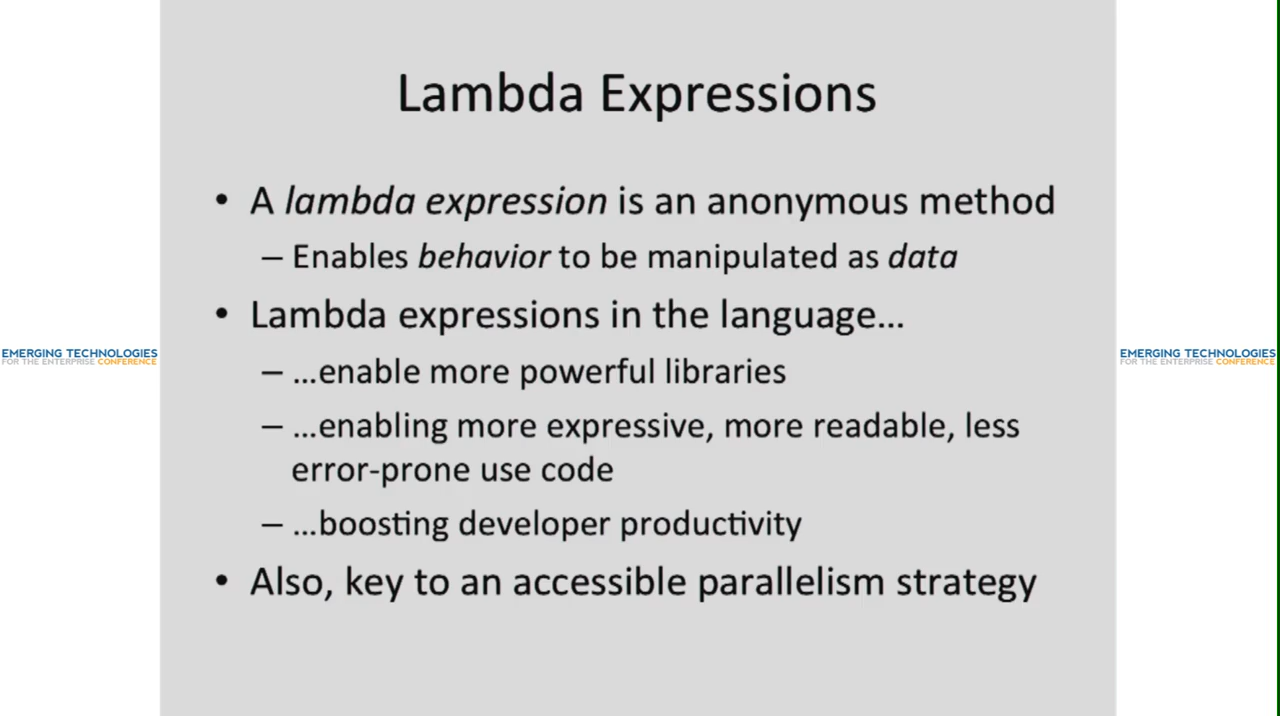 Lambda Expressions
• A lambda expression is an anonymous method
– Enables behavior to be manipulated as data
• Lambda expressions in the language...
– ...enable more powerful libraries
– ...enabling more expressive, more readable, less
error-prone use code
– ...boosting developer productivity
• Also, key to an accessible parallelism strategy
EMERGING TECHNOLOGIES
FOR THE ENTERPRISE CONFERENCE
EMERGING TECHNOLOGIES
FOR THE ENTERPRISE CONFERENCE